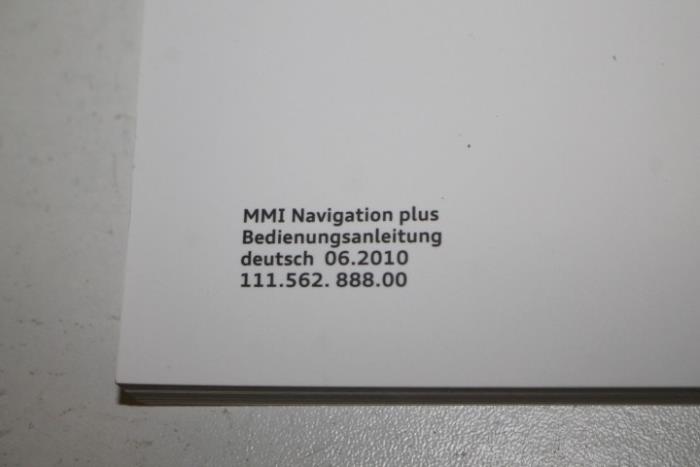 MMI Navigation plus
Bedienungsanleitung
deutsch 06.2010
111.562. 888.00